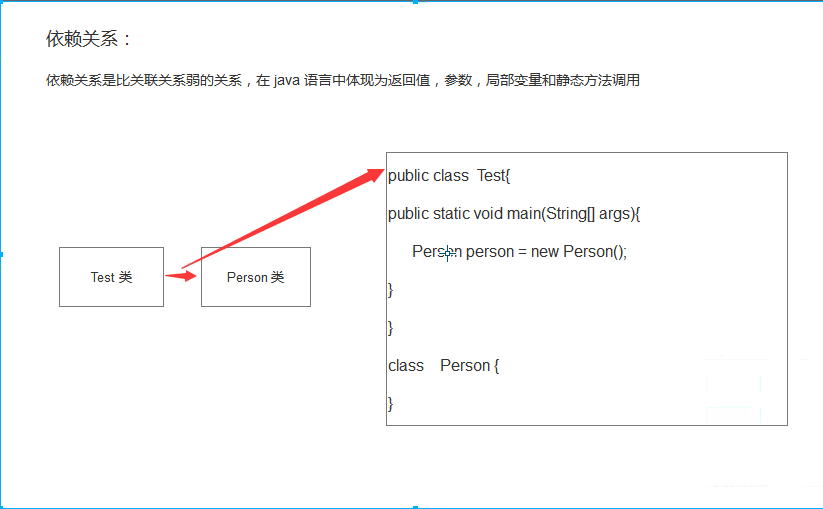 依赖关系：
依赖关系是比关联关系弱的关系，在 java 语言中体现为返回值，参数，局部变量和静态方法调用
public class  Test{
public static void main(String[] args){
Person person = new Person();
}
}
class    Person {
}
Test 类
Person 类